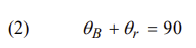 (2) θ_B + θ_r = 90